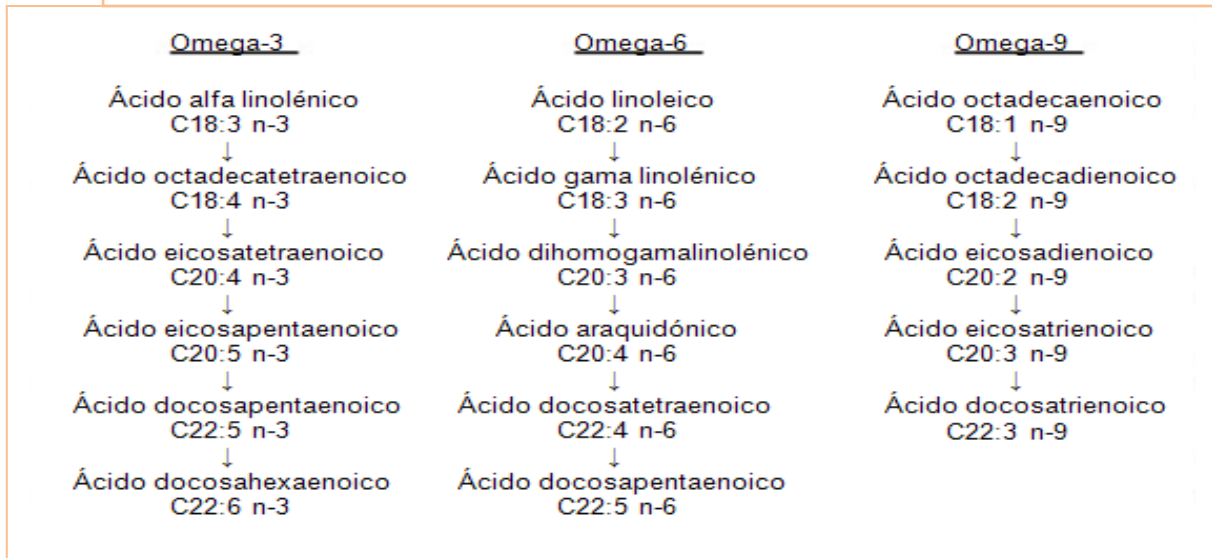 Omega-3
Ácido alfa linolénico
C18:3 n-3
↓
Ácido octadecatetraenoico
C18:4 n-3
↓
Ácido eicosatetraenoico
C20:4 n-3
↓
Ácido eicosapentaenoico
C20:5 n-3
↓
Ácido docosapentaenoico
C22:5 n-3
↓
Ácido docosahexaenoico
C22:6 n-3
Omega-6
Ácido linoleico
C18:2 n-6
↓
Ácido gama linolénico
C18:3 n-6
↓
Ácido dihomogamalinolénico
C20:3 n-6
↓
Ácido araquidónico
C20:4 n-6
↓
Ácido docosatetraenoico
C22:4 n-6
↓
Ácido docosapentaenoico
C22:5 n-6
Omega-9
Ácido octadecaenoico
C18:1 n-9
↓
Ácido octadecadienoico
C18:2 n-9
↓
Ácido eicosadienoico
C20:2 n-9
↓
Ácido eicosatrienoico
C20:3 n-9
↓
Ácido docosatrienoico
C22:3 n-9